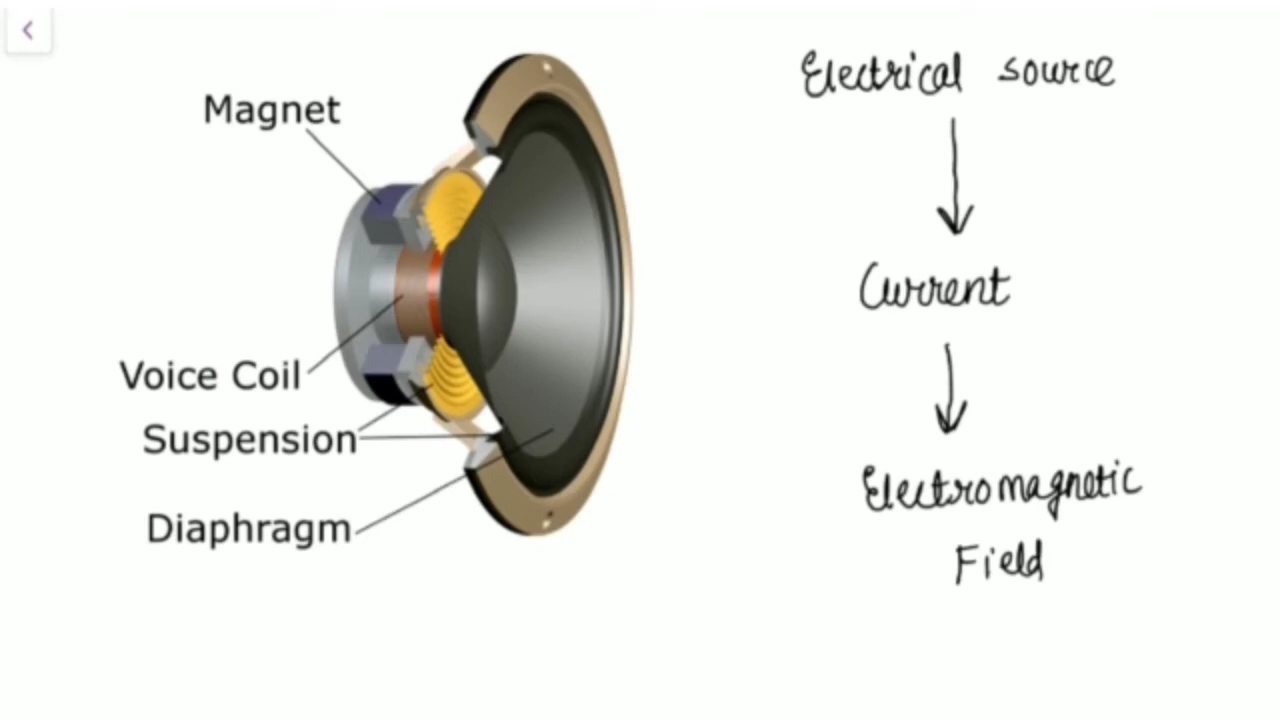 Magnet
Voice Coil
Suspension
Diaphragm
Electrical source
Current
Electromagnetic
Field